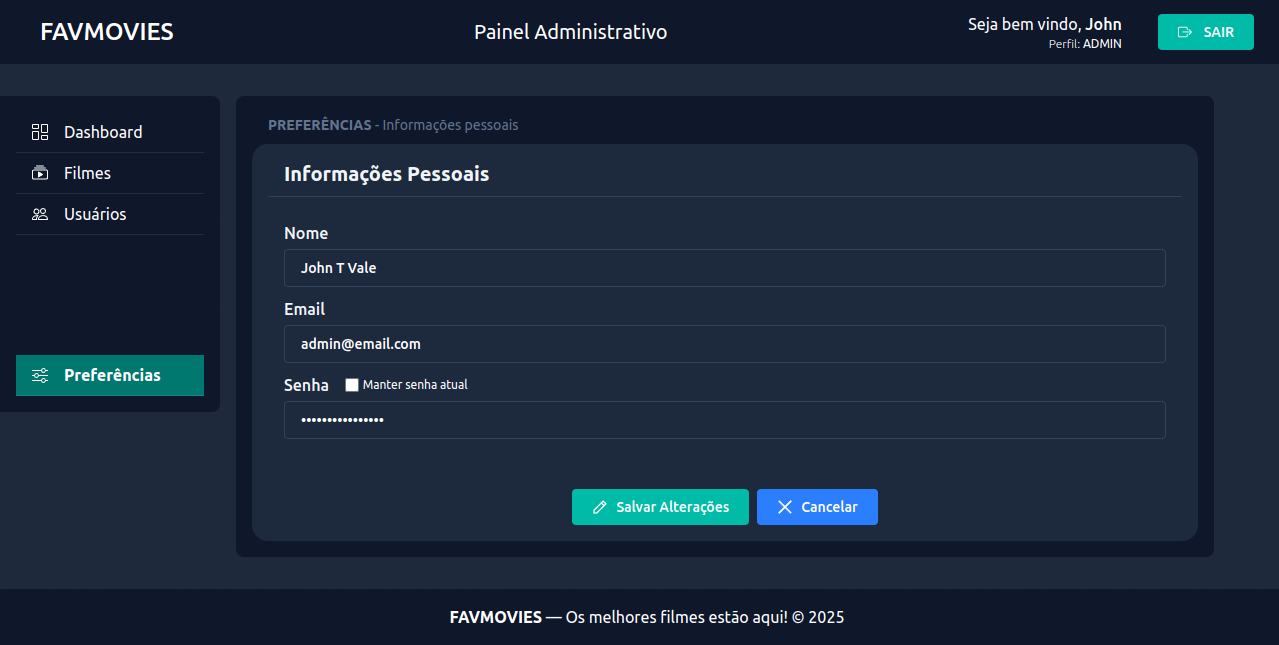 FAVMOVIES
Painel Administrativo
Seja bem vindo, John
Perfil: ADMIN
SAIR
Dashboard
Filmes
Usuários
Preferências
PREFERÊNCIAS - Informações pessoais
Informações Pessoais
Nome
John T Vale
Email
admin@email.com
Senha
Manter senha atual
••••••••••••••••
Salvar Alterações
Cancelar
FAVMOVIES — Os melhores filmes estão aqui! © 2025